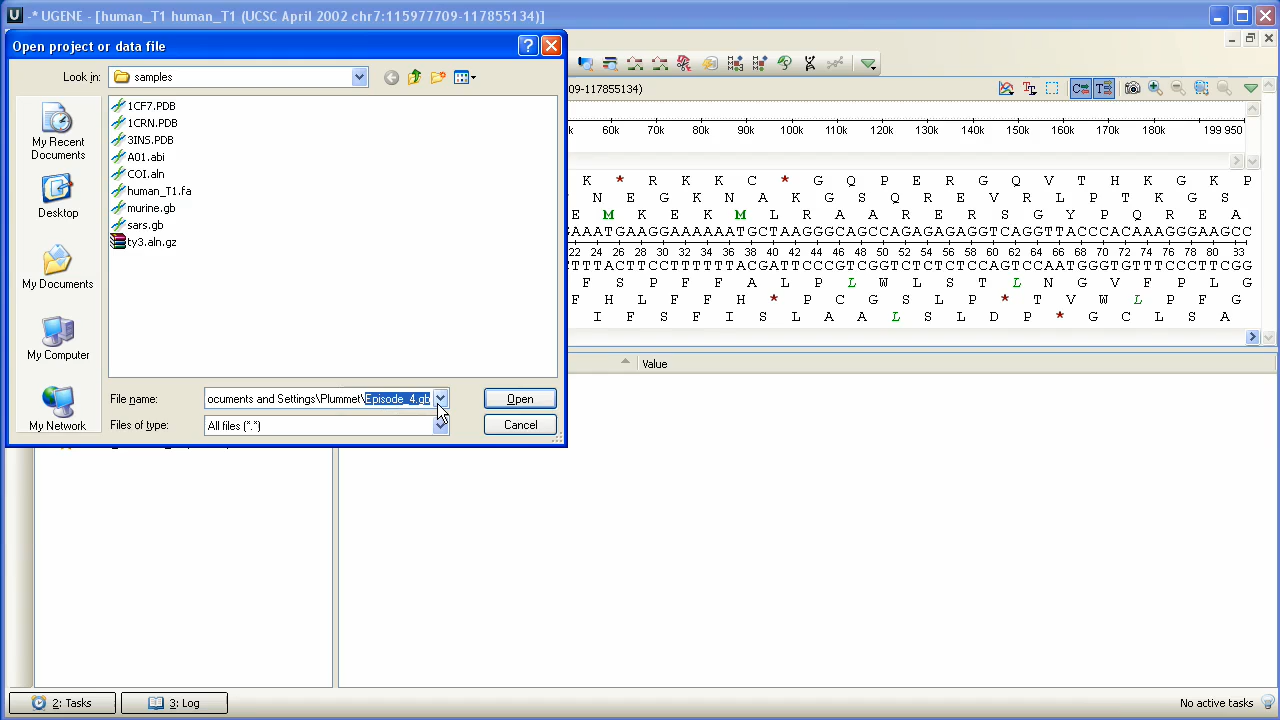 -* UGENE - [human_T1 human_T1 (UCSC April 2002 chr7:115977709-117855134)]
Open project or data file
Look in:
samples
My Recent
Documents
Desktop
My Documents
My Computer
My Network
1CF7.PDB
1CRN.PDB
3INS.PDB
A01.abi
COI.aln
human_T1.fa
murine.gb
sars.gb
ty3.aln.gz
File name:
ocuments and Settings\Plummet\Episode_4.gb
Open
Files of type:
All files (*.*)
Cancel
09-117855134)
k 60k 70k 80k 90k 100k 110k 120k 130k 140k 150k 160k 170k 180k 199 950
K * R K K C * G Q P E R G Q V T H K G K P
N E G K K N A K G S Q R E V R L P T K G S
E M K E K M L R A A R E R S G Y P Q R E A
22 24 26 28 30 32 34 36 38 40 42 44 46 48 50 52 54 56 58 60 62 64 66 68 70 72 74 76 78 80 33
F S P F F A L P L W L S T L N G V F P L G
F H L F F H * P C G S L P * T V W L P F G
I F S F I S L A A L S L D P * G C L S A
Value
2: Tasks
3: Log
No active tasks